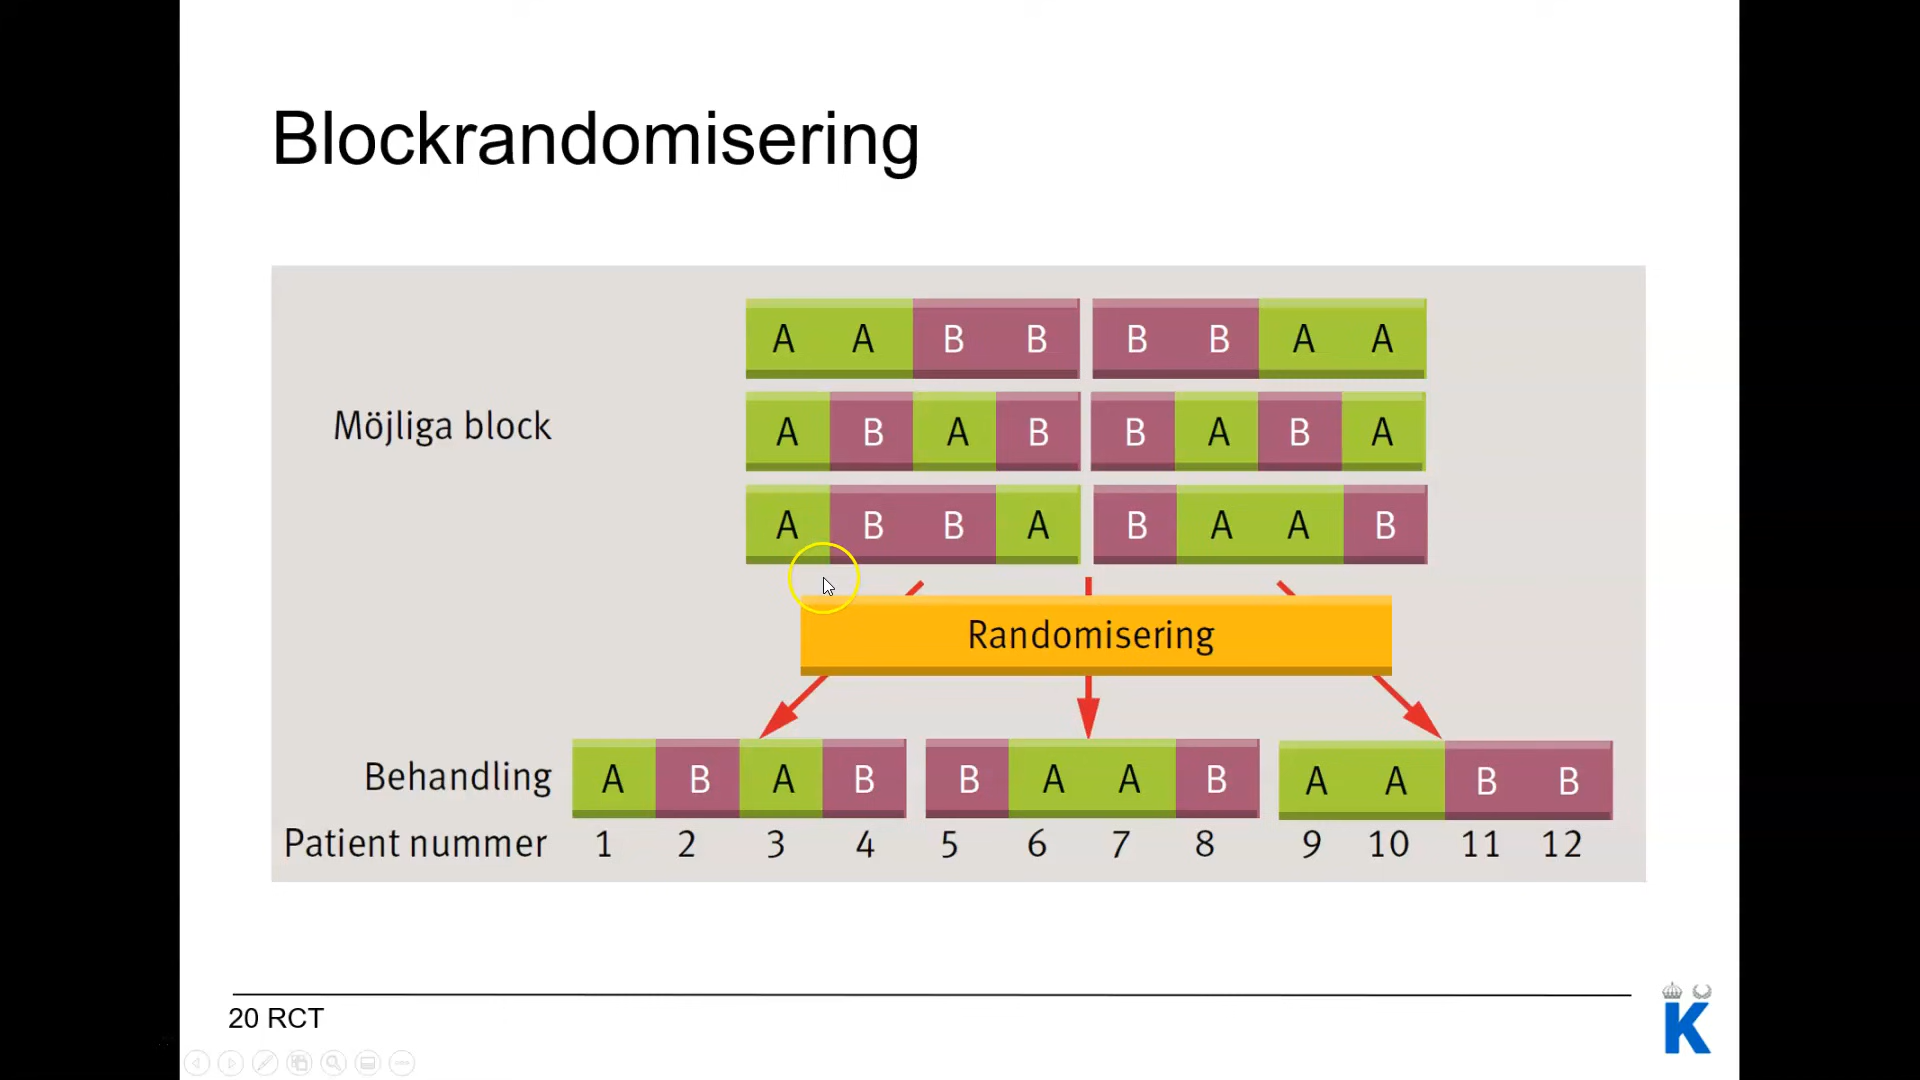 Blockrandomisering
A A B B B B A A
Möjliga block A B A B B A B A
A B B A B A A B
Randomisering
Behandling A B A B B A A B A A B B
Patient nummer 1 2 3 4 5 6 7 8 9 10 11 12
20 RCT
K